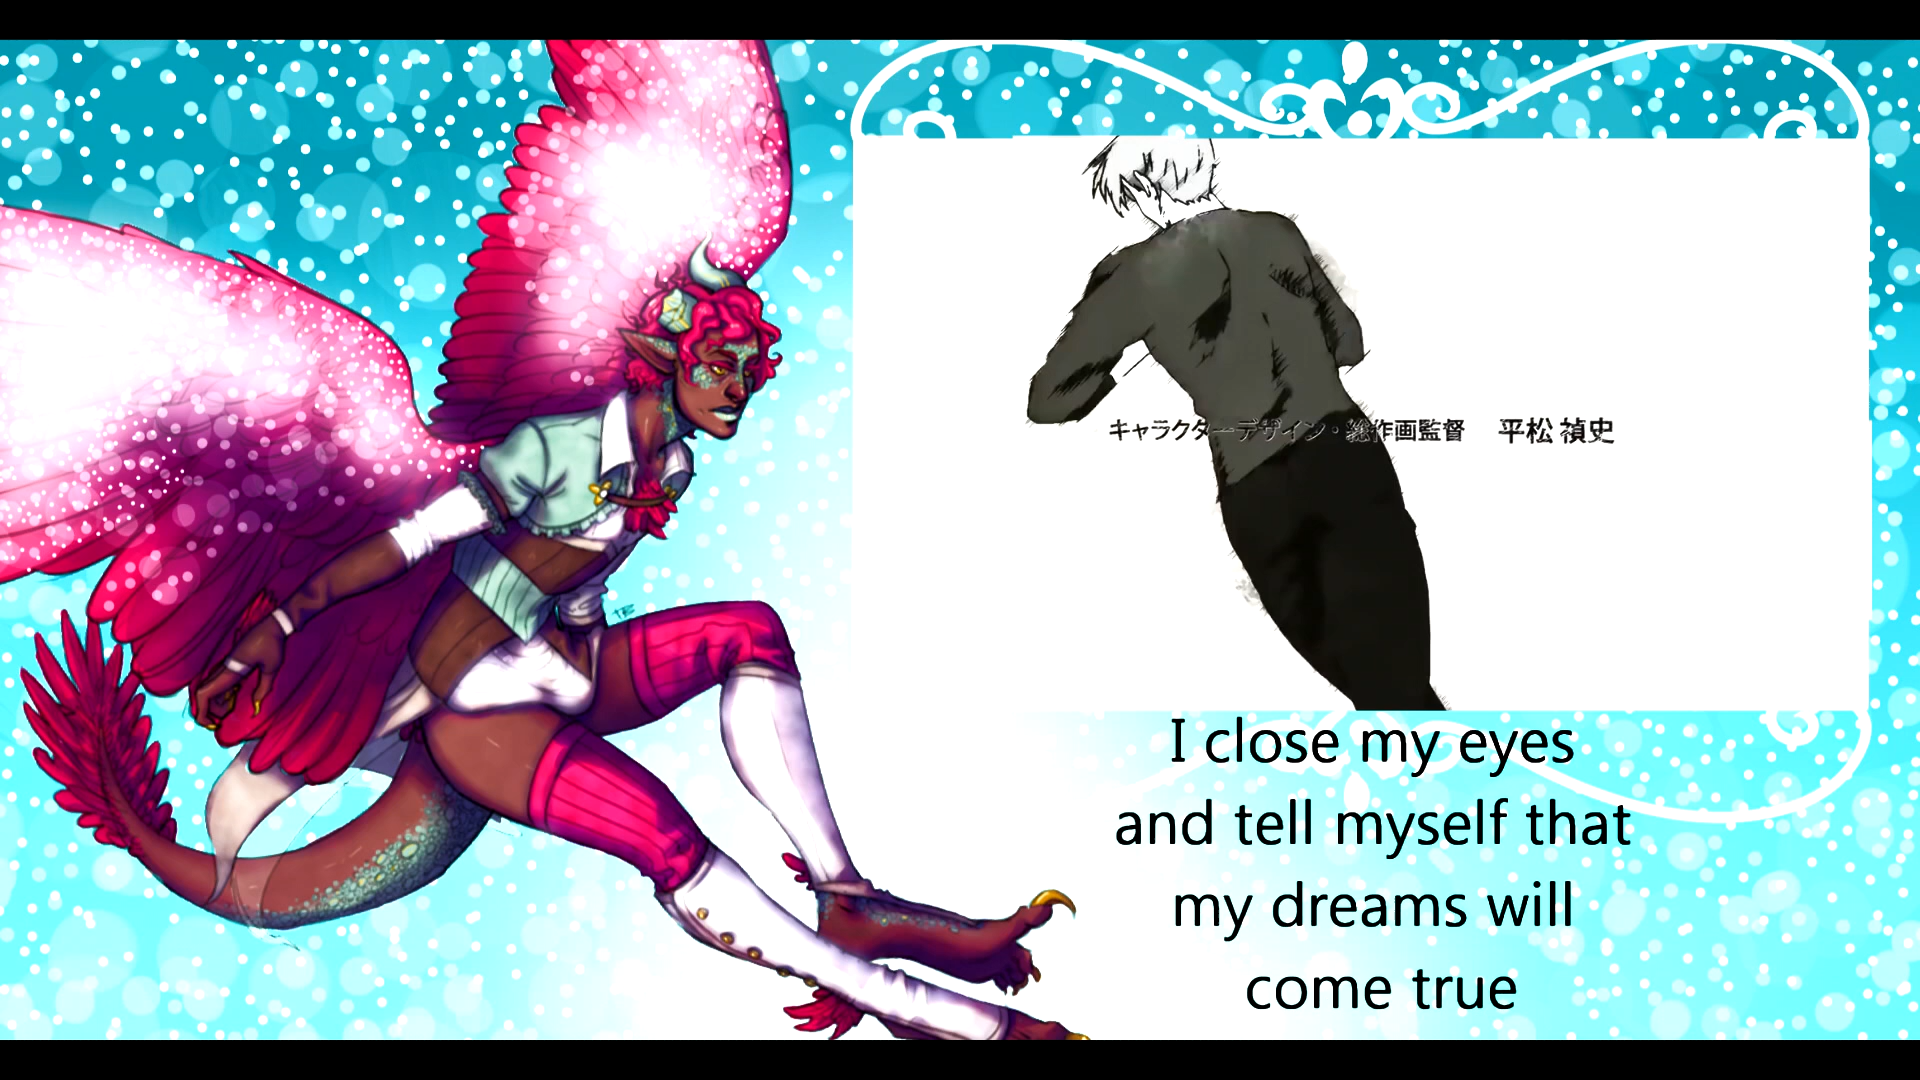 キャラクターデザイン・総作画監督 平松 禎史
I close my eyes
and tell myself that
my dreams will
come true